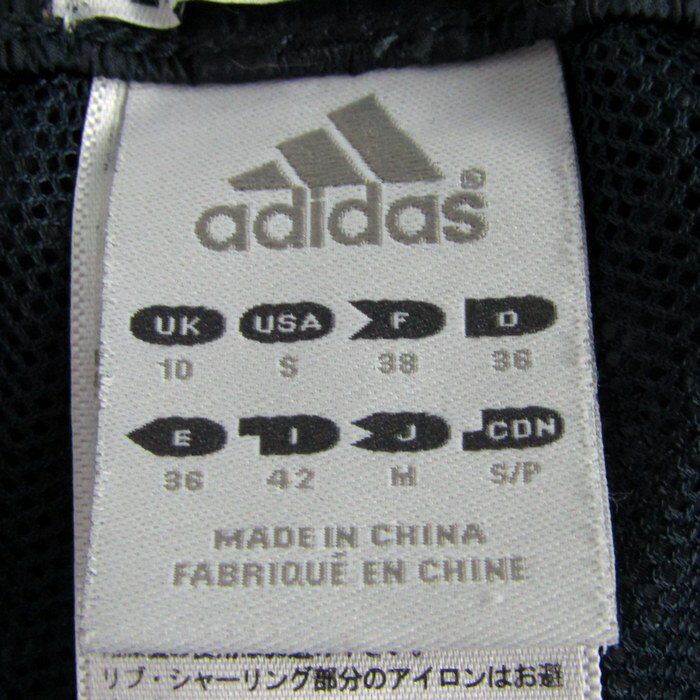 adidas®
UK USA F D
10 S 38 36
E I J CDN
36 42 M S/P
MADE IN CHINA
FABRIQUÉ EN CHINE
リブ・シャーリング部分のアイロンはお避